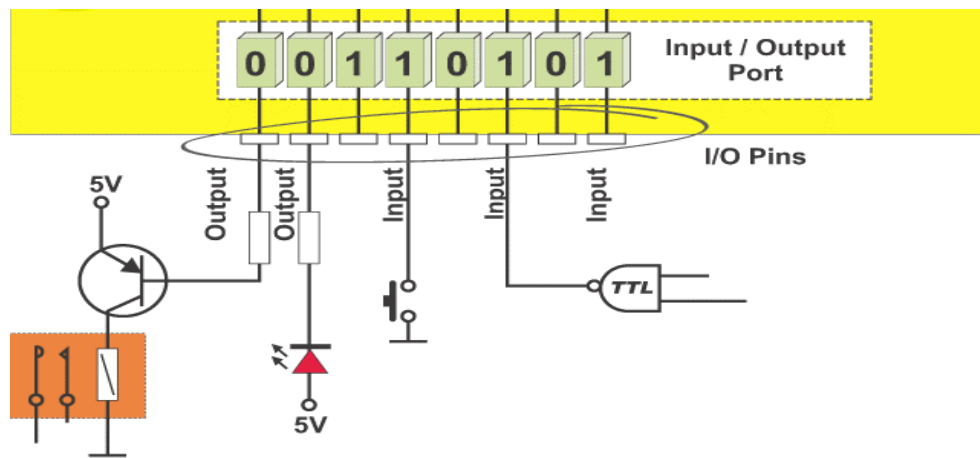 0 0 1 1 0 1 0 1
Input / Output
Port
I/O Pins
Output
Output
Input
Input
Input
5V
TTL
5V